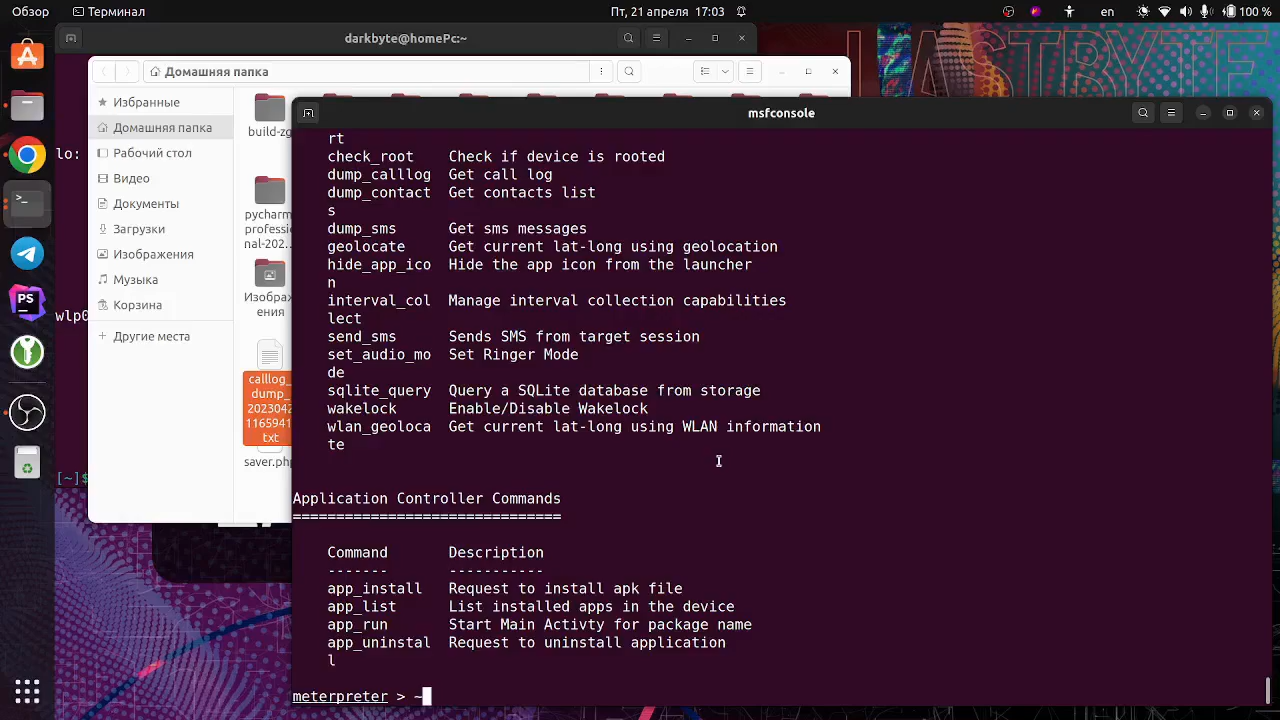 Обзор Терминал Пт, 21 апреля 17:03 en 100 %
darkbyte@homePc:~
Домашняя папка
msfconsole
Избранные
Домашняя папка
Рабочий стол
Видео
Документы
Загрузки
Изображения
Музыка
Корзина
Другие места
build-zg
pycharm
professio
nal-202...
Изображ
ения
calllog_
dump_
2023042
1165941.
txt
saver.php
lo:
wlp0
[~]$
LASTBYTE
rt
check_root Check if device is rooted
dump_calllog Get call log
dump_contact Get contacts list
s
dump_sms Get sms messages
geolocate Get current lat-long using geolocation
hide_app_ico Hide the app icon from the launcher
n
interval_col Manage interval collection capabilities
lect
send_sms Sends SMS from target session
set_audio_mo Set Ringer Mode
de
sqlite_query Query a SQLite database from storage
wakelock Enable/Disable Wakelock
wlan_geoloca Get current lat-long using WLAN information
te
Application Controller Commands
===============================
Command Description
------- -----------
app_install Request to install apk file
app_list List installed apps in the device
app_run Start Main Activty for package name
app_uninstal Request to uninstall application
l
meterpreter > ~